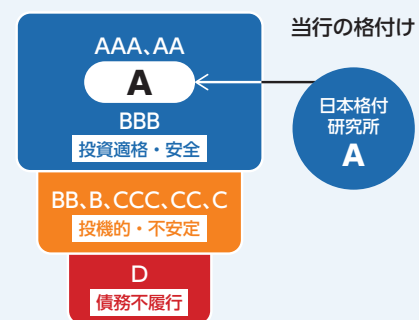 当行の格付け
AAA、AA
A
BBB
投資適格・安全
日本格付
研究所
A
BB、B、CCC、CC、C
投機的・不安定
D
債務不履行